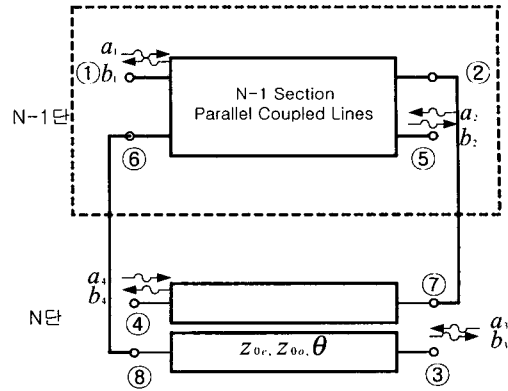 a₁
① b₁
②
N-1 Section
Parallel Coupled Lines
N-1단
a₂
b₂
⑥
⑤
a₄
b₄
⑦
④
N단
a₃
b₃
z₀ₑ, z₀ₒ, θ
⑧
③